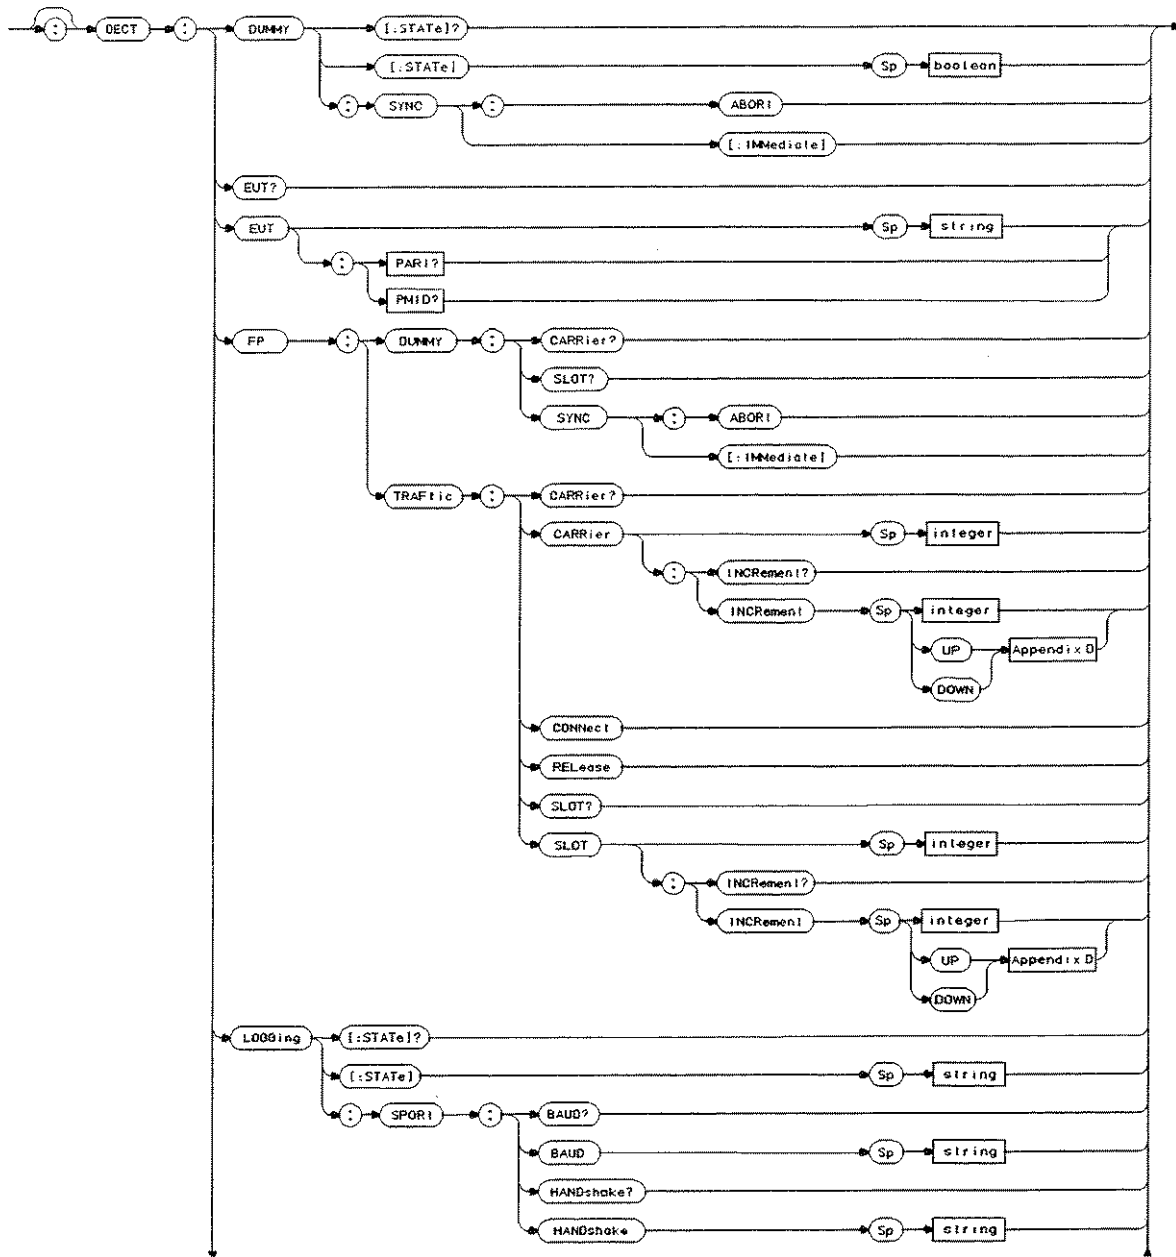 : DECT : DUMMY [:STATe]?
[:STATe] Sp boolean
: SYNC : ABORt
[:IMMediate]
EUT?
EUT Sp string
: PARI?
PMID?
FP : DUMMY : CARRier?
SLOT?
SYNC : ABORt
[:IMMediate]
TRAFfic : CARRier?
CARRier Sp integer
: INCRement?
INCRement Sp integer
UP Appendix D
DOWN
CONNect
RELease
SLOT?
SLOT Sp integer
: INCRement?
INCRement Sp integer
UP Appendix D
DOWN
LOGGing [:STATe]?
[:STATe] Sp string
: SPORt : BAUD?
BAUD Sp string
HANDshake?
HANDshake Sp string